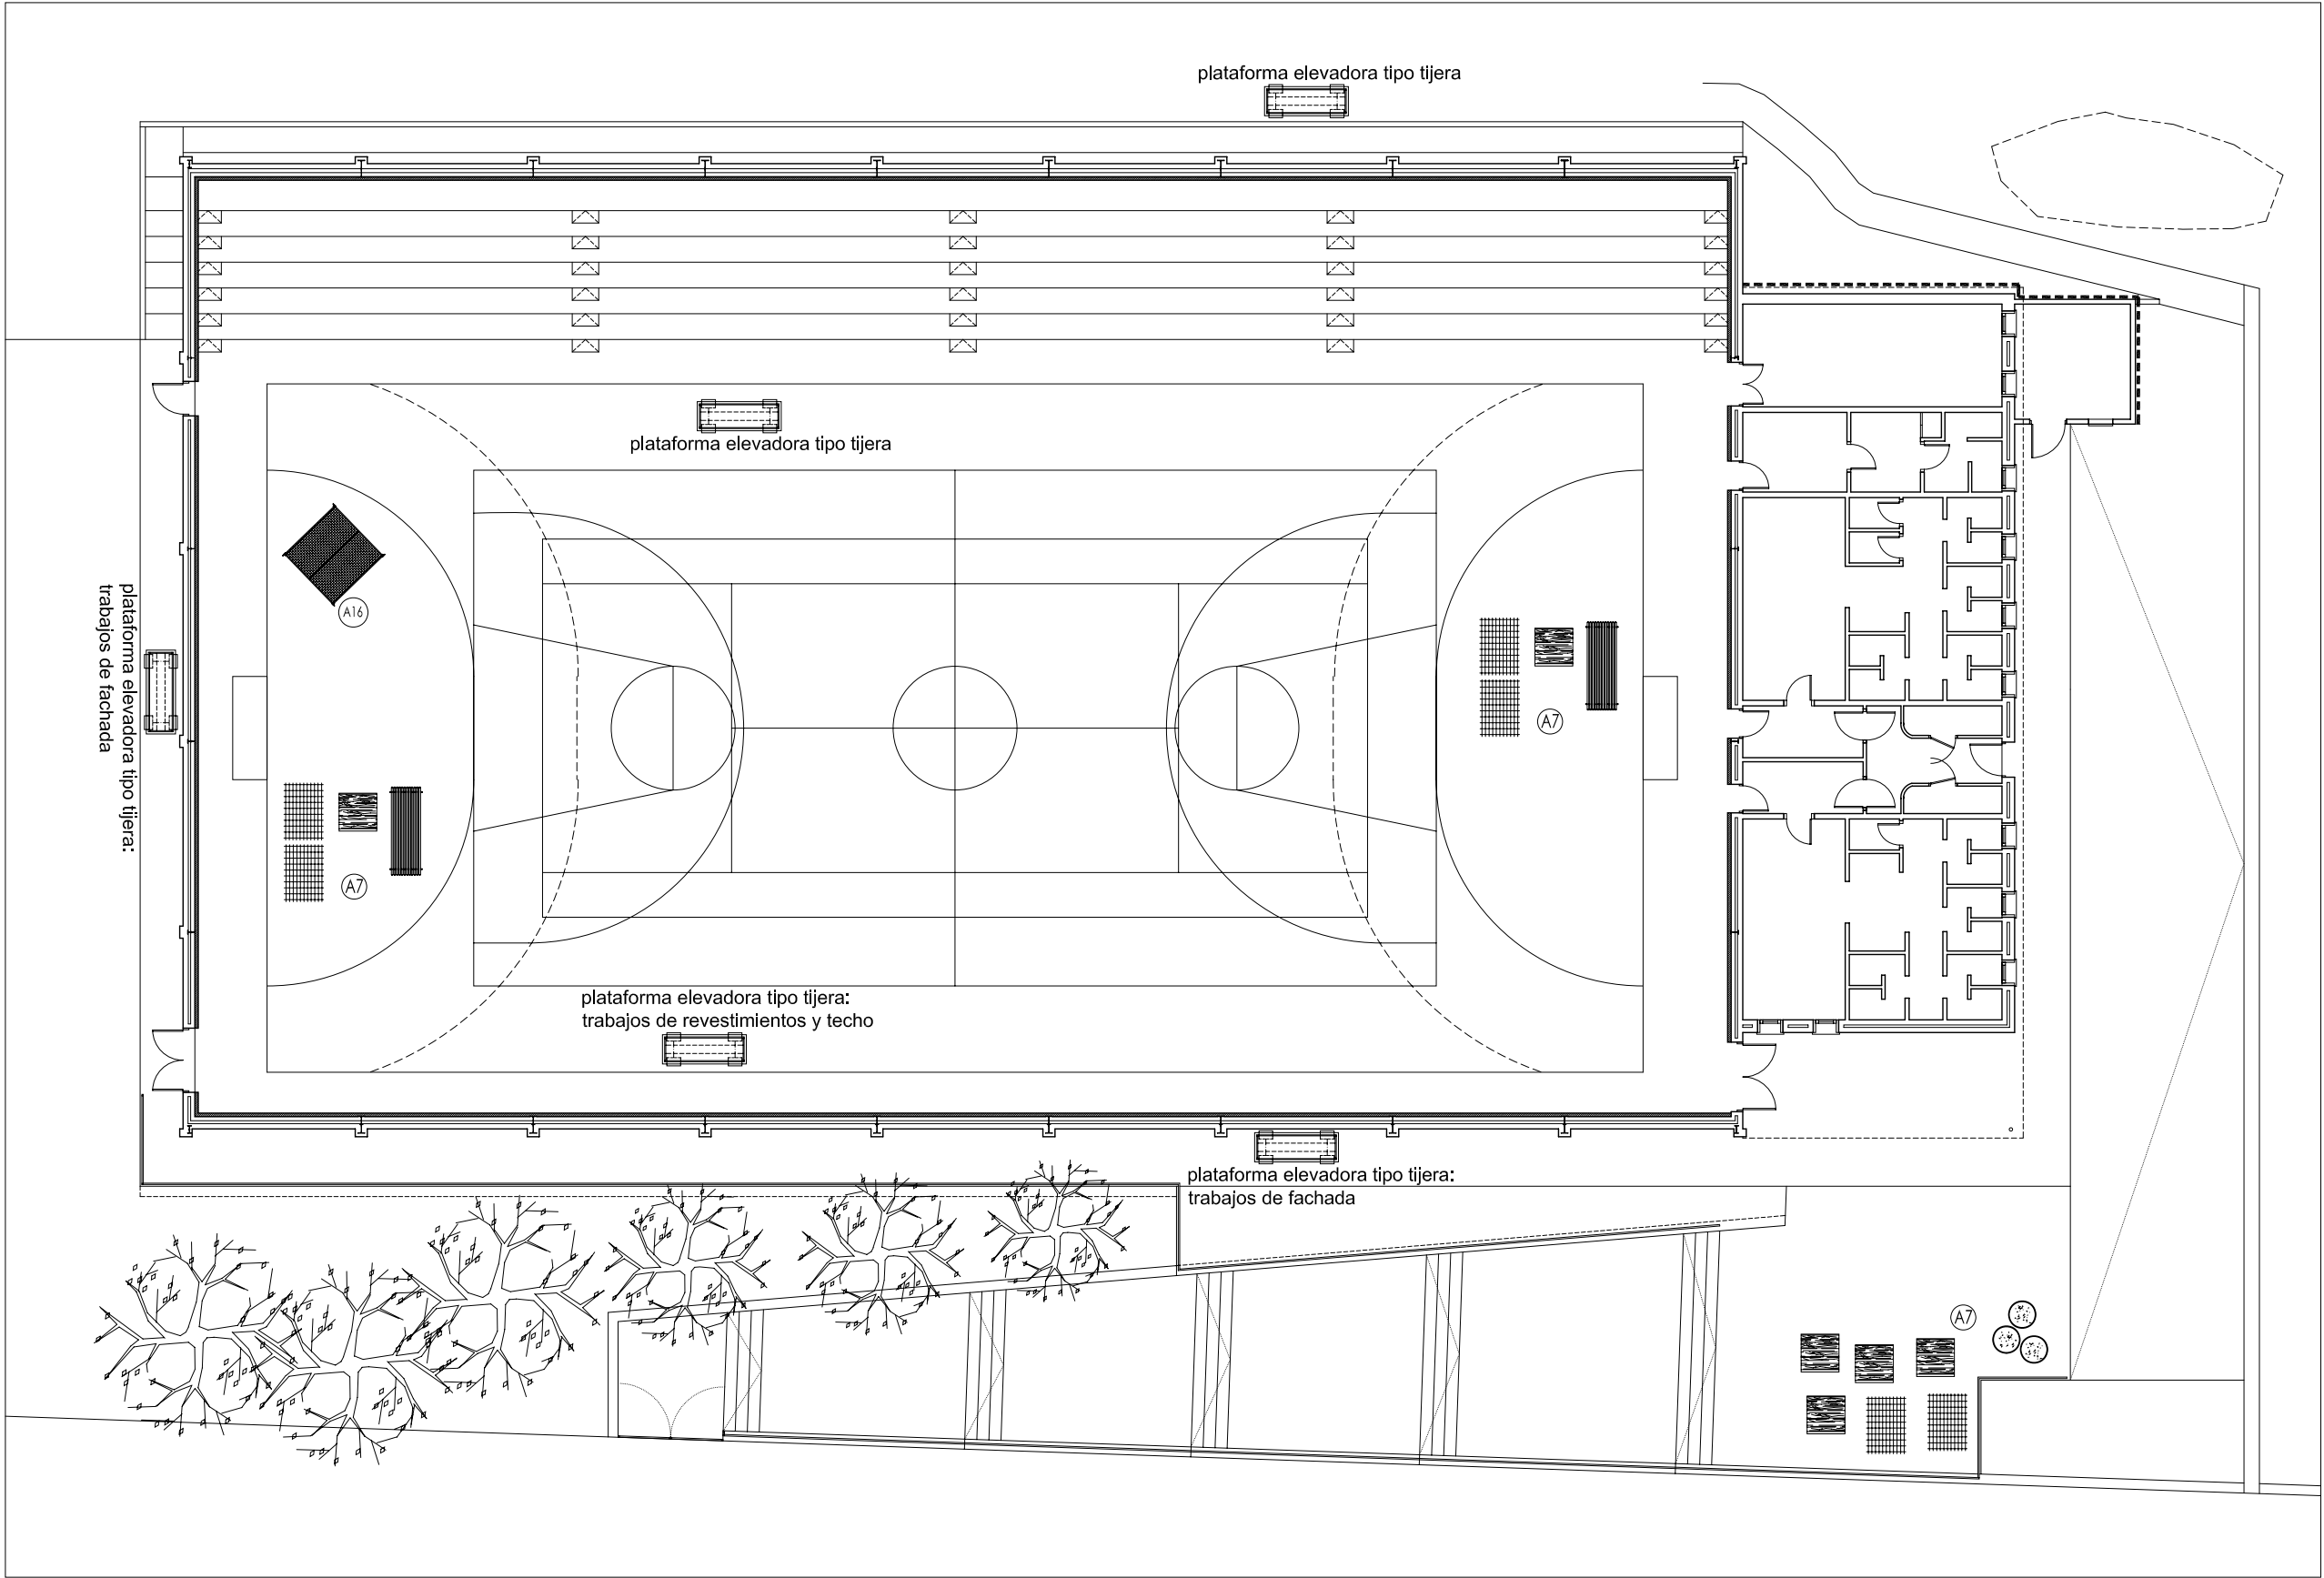 plataforma elevadora tipo tijera
plataforma elevadora tipo tijera
A16
plataforma elevadora tipo tijera:
trabajos de fachada
A7
A7
plataforma elevadora tipo tijera:
trabajos de revestimientos y techo
plataforma elevadora tipo tijera:
trabajos de fachada
A7